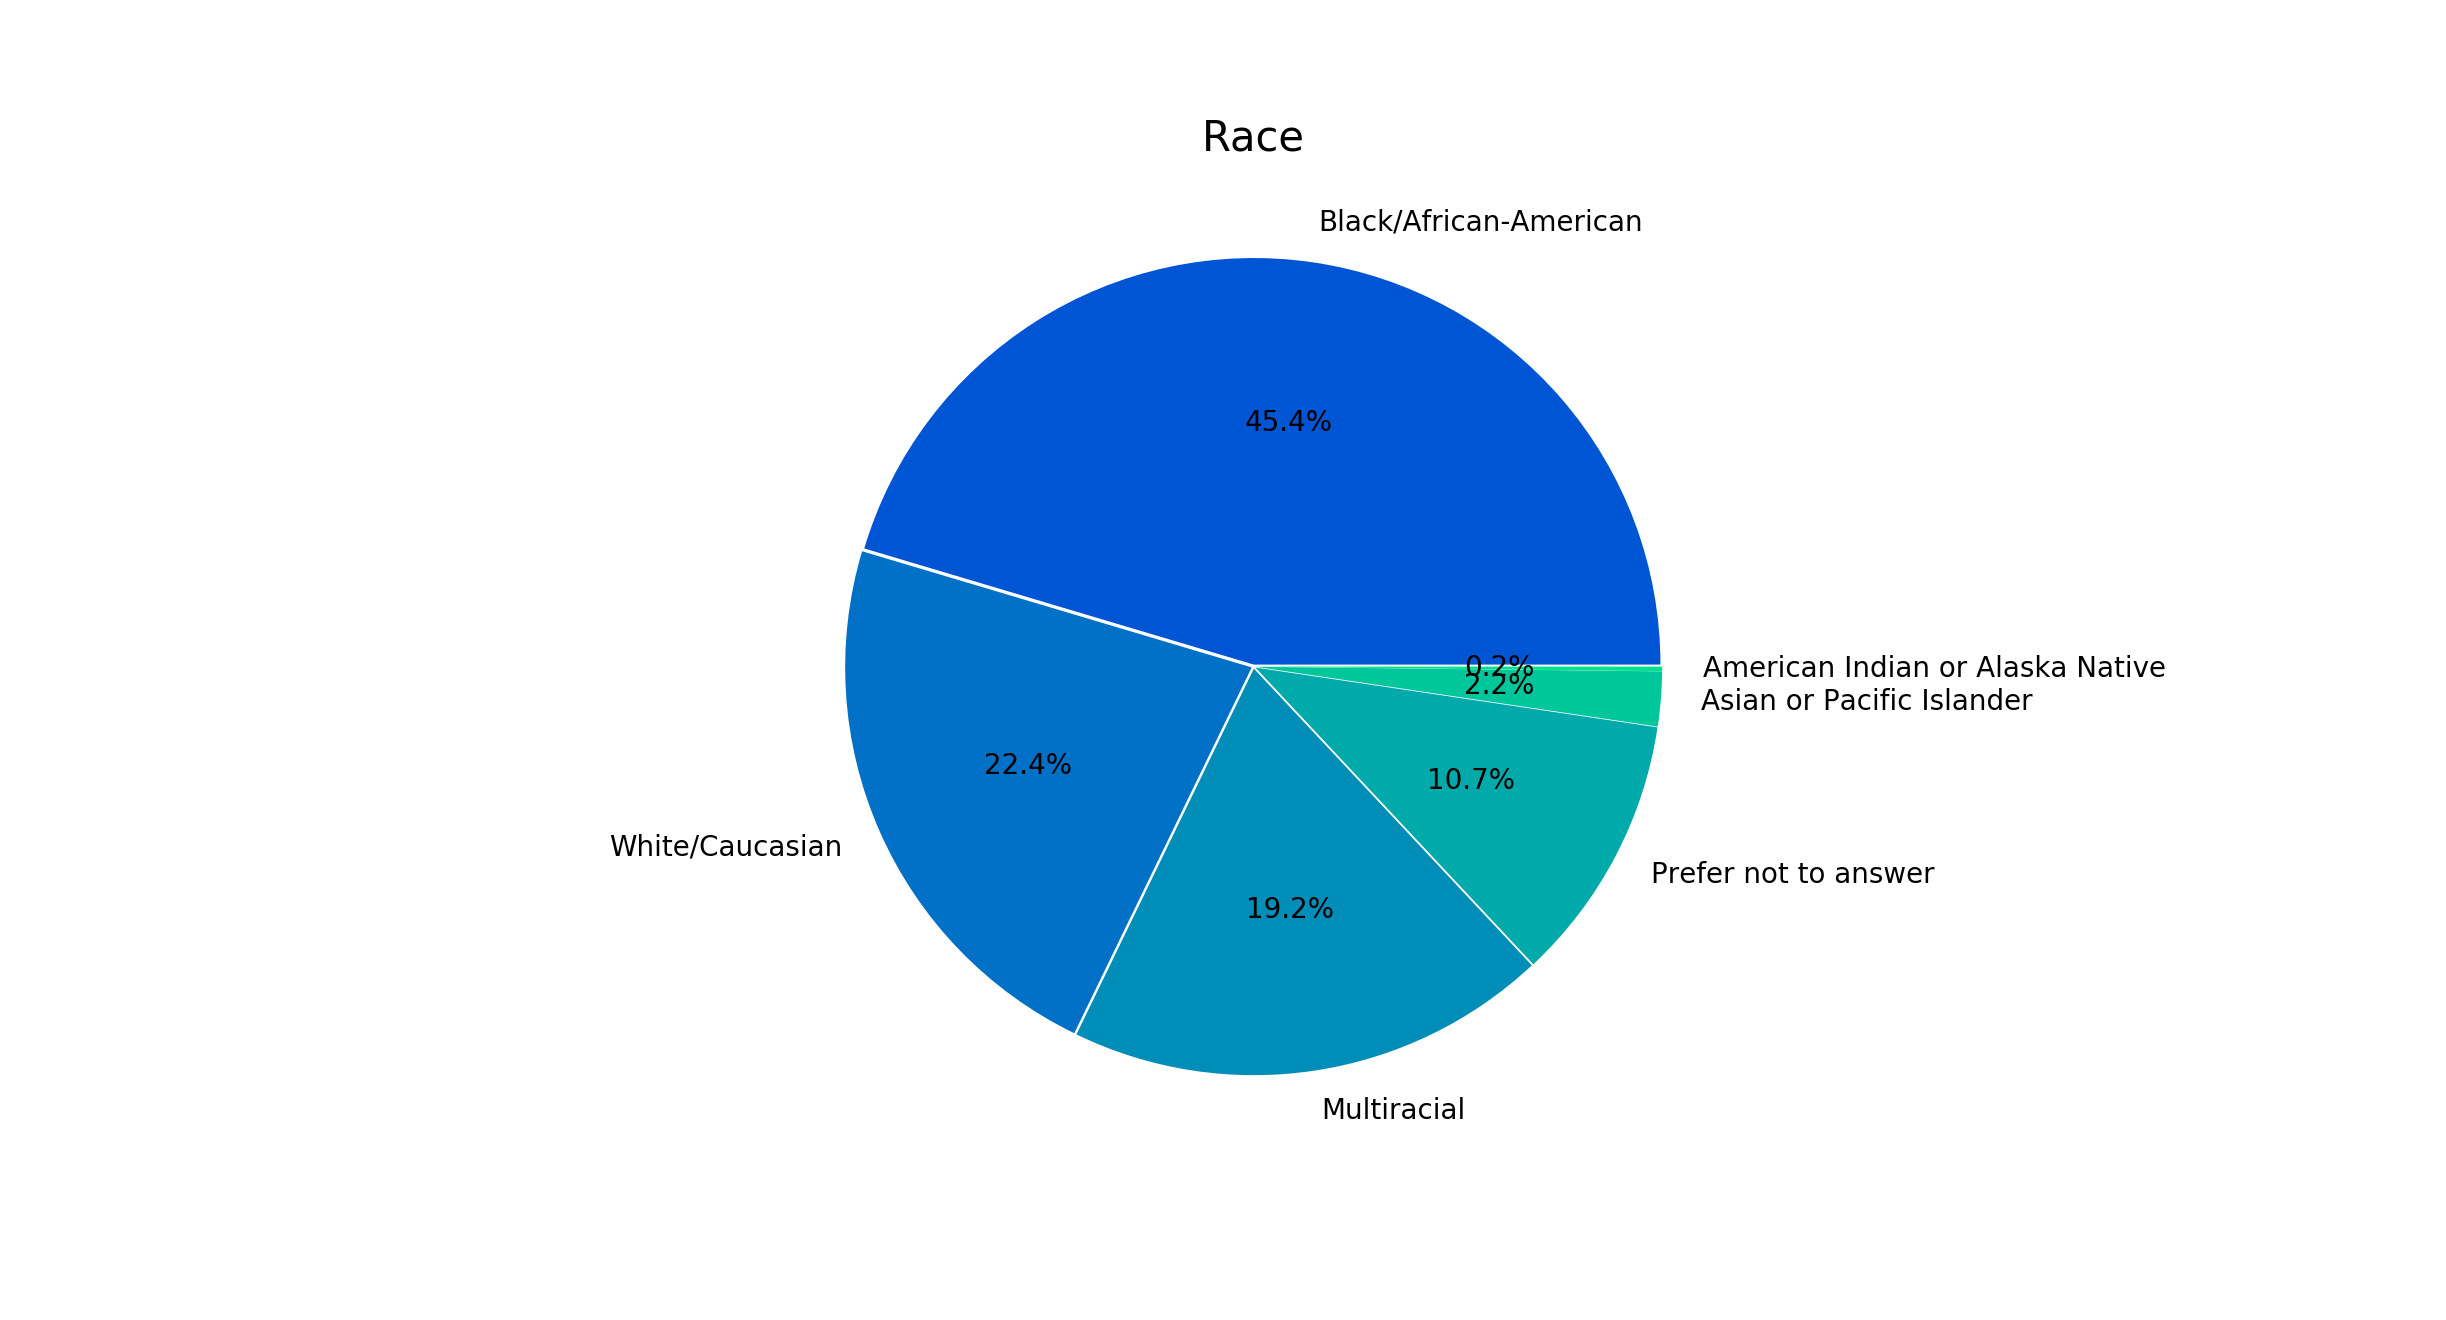 Race
Black/African-American
45.4%
0.2%
American Indian or Alaska Native
2.2%
Asian or Pacific Islander
22.4%
10.7%
White/Caucasian
Prefer not to answer
19.2%
Multiracial